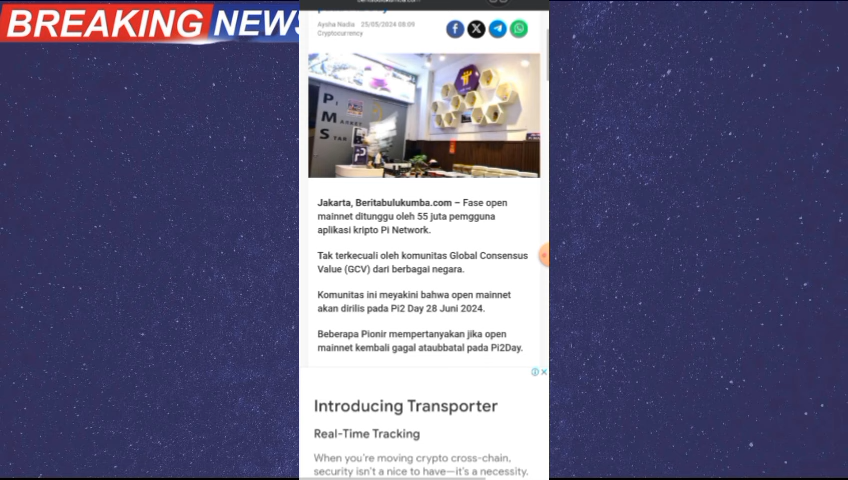 BREAKING NEWS
Aysha Nadia 25/05/2024 08:09
Cryptocurrency
Pi
MARKET
STAR
Jakarta, Beritabulukumba.com – Fase open
mainnet ditunggu oleh 55 juta pemgguna
aplikasi kripto Pi Network.
Tak terkecuali oleh komunitas Global Consensus
Value (GCV) dari berbagai negara.
Komunitas ini meyakini bahwa open mainnet
akan dirilis pada Pi2 Day 28 Juni 2024.
Beberapa Pionir mempertanyakan jika open
mainnet kembali gagal ataubbatal pada Pi2Day.
Introducing Transporter
Real-Time Tracking
When you're moving crypto cross-chain,
security isn't a nice to have—it's a necessity.